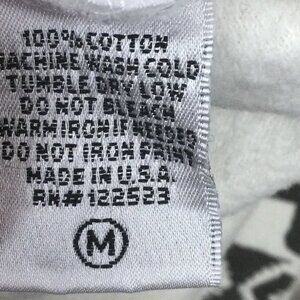 100% COTTON
MACHINE WASH COLD
TUMBLE DRY LOW
DO NOT BLEACH
WARM IRON IF NEEDED
DO NOT IRON PRINT
MADE IN U.S.A.
RN# 122523
M